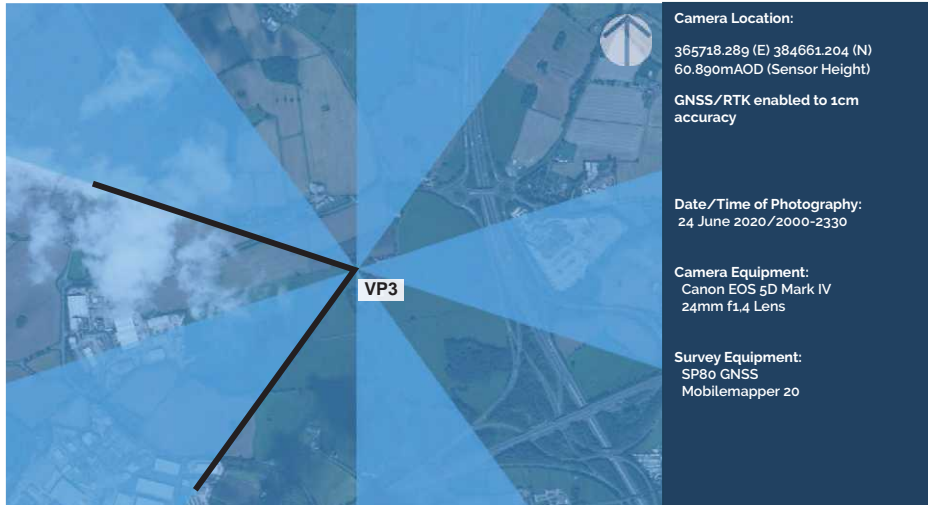 VP3
Camera Location:
365718.289 (E) 384661.204 (N)
60.890mAOD (Sensor Height)
GNSS/RTK enabled to 1cm
accuracy
Date/Time of Photography:
24 June 2020/2000-2330
Camera Equipment:
Canon EOS 5D Mark IV
24mm f1,4 Lens
Survey Equipment:
SP80 GNSS
Mobilemapper 20